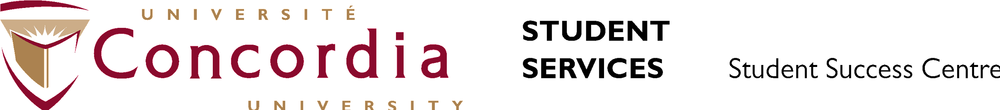 UNIVERSITÉ
Concordia
UNIVERSITY
STUDENT
SERVICES
Student Success Centre